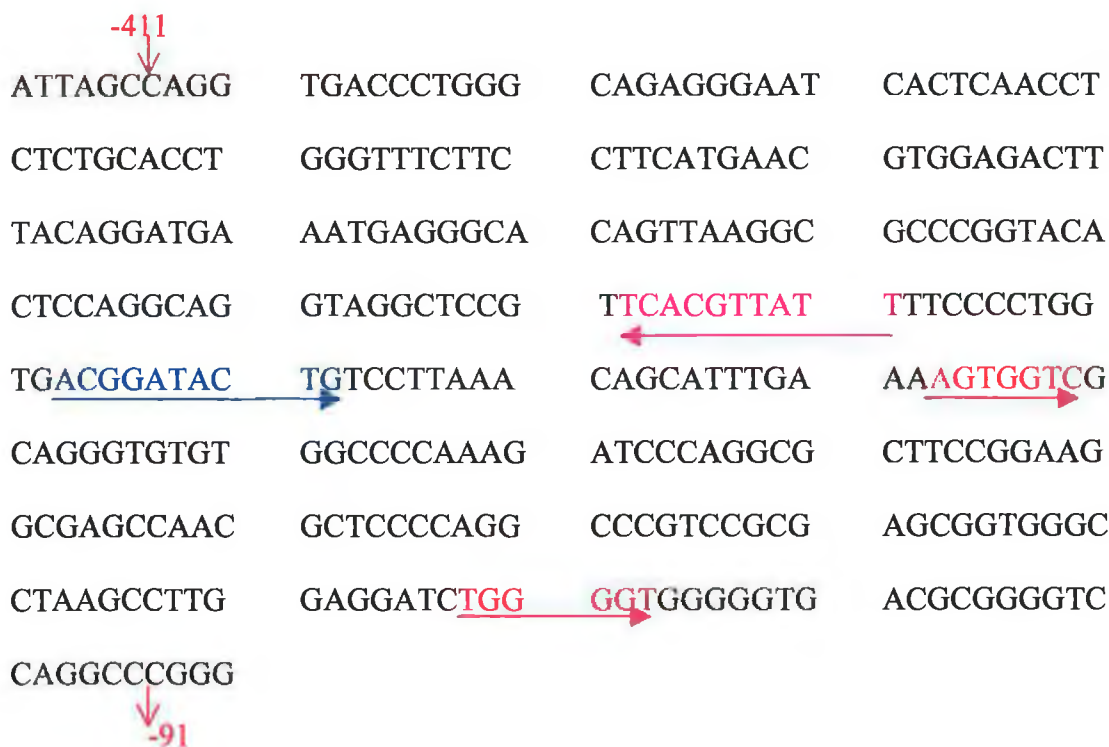 -411
ATTAGCCAGG TGACCCTGGG CAGAGGGAAT CACTCAACCT
CTCTGCACCT GGGTTTCTTC CTTCATGAAC GTGGAGACTT
TACAGGATGA AATGAGGGCA CAGTTAAGGC GCCCGGTACA
CTCCAGGCAG GTAGGCTCCG TTCACGTTAT TTTCCCCTGG
TGACGGATAC TGTCCTTAAA CAGCATTTGA AAAGTGGTCG
CAGGGTGTGT GGCCCCAAAG ATCCCAGGCG CTTCCGGAAG
GCGAGCCAAC GCTCCCCAGG CCCGTCCGCG AGCGGTGGGC
CTAAGCCTTG GAGGATCTGG GGTGGGGGTG ACGCGGGGTC
CAGGCCCGGG
-91